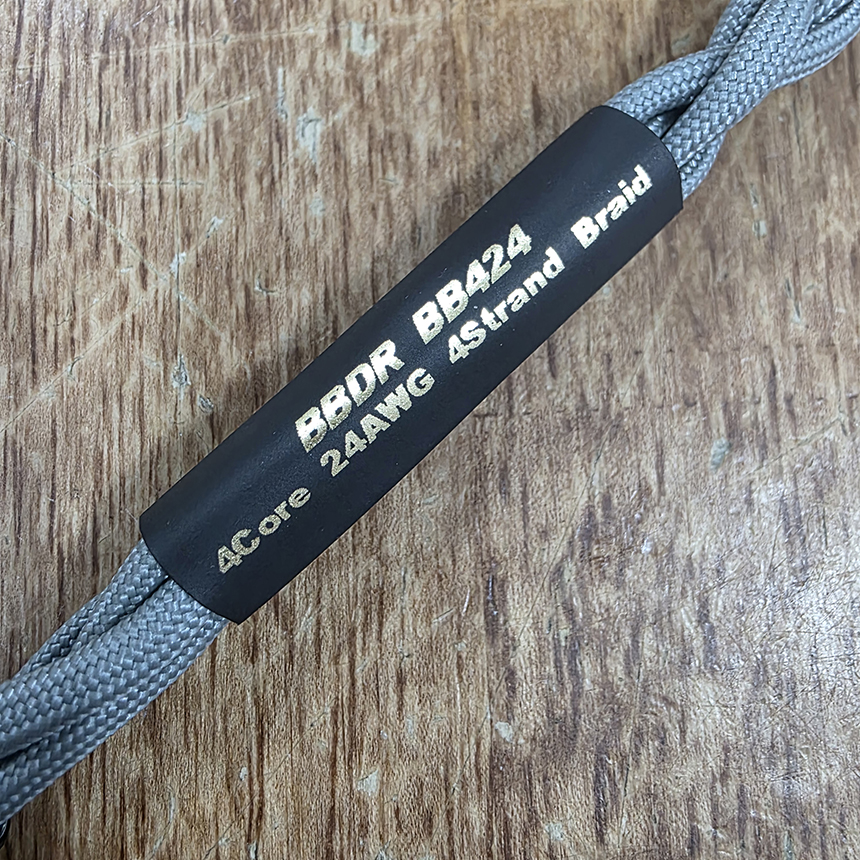 BBDR BB424
4Core 24AWG 4Strand Braid